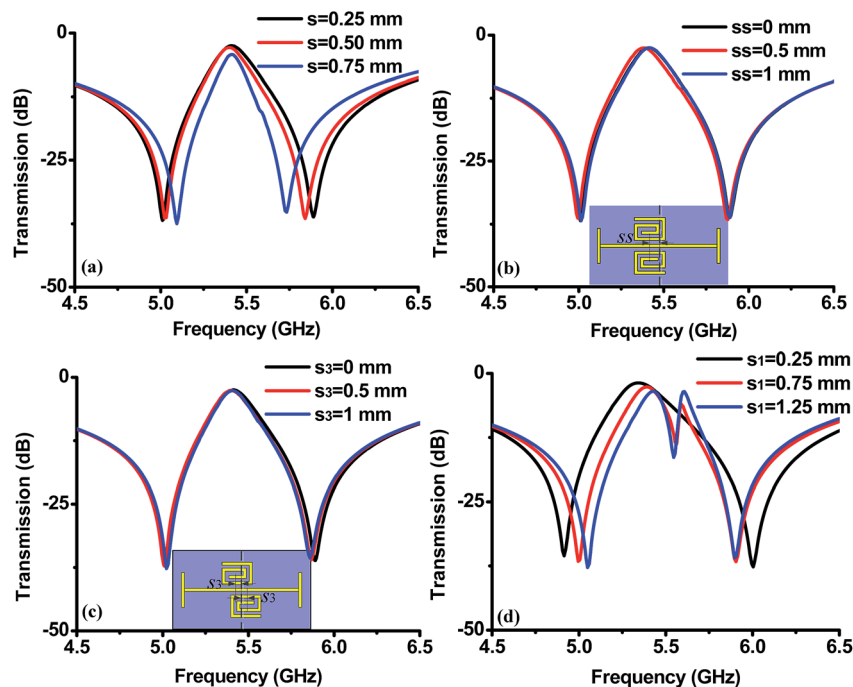 s=0.25 mm
s=0.50 mm
s=0.75 mm
0
-25
-50
Transmission (dB)
(a)
4.5 5.0 5.5 6.0 6.5
Frequency (GHz)
ss=0 mm
ss=0.5 mm
ss=1 mm
0
-25
-50
Transmission (dB)
ss
(b)
4.5 5.0 5.5 6.0 6.5
Frequency (GHz)
s3=0 mm
s3=0.5 mm
s3=1 mm
0
-25
-50
Transmission (dB)
s3
s3
(c)
4.5 5.0 5.5 6.0 6.5
Frequency (GHz)
s1=0.25 mm
s1=0.75 mm
s1=1.25 mm
0
-25
-50
Transmission (dB)
(d)
4.5 5.0 5.5 6.0 6.5
Frequency (GHz)